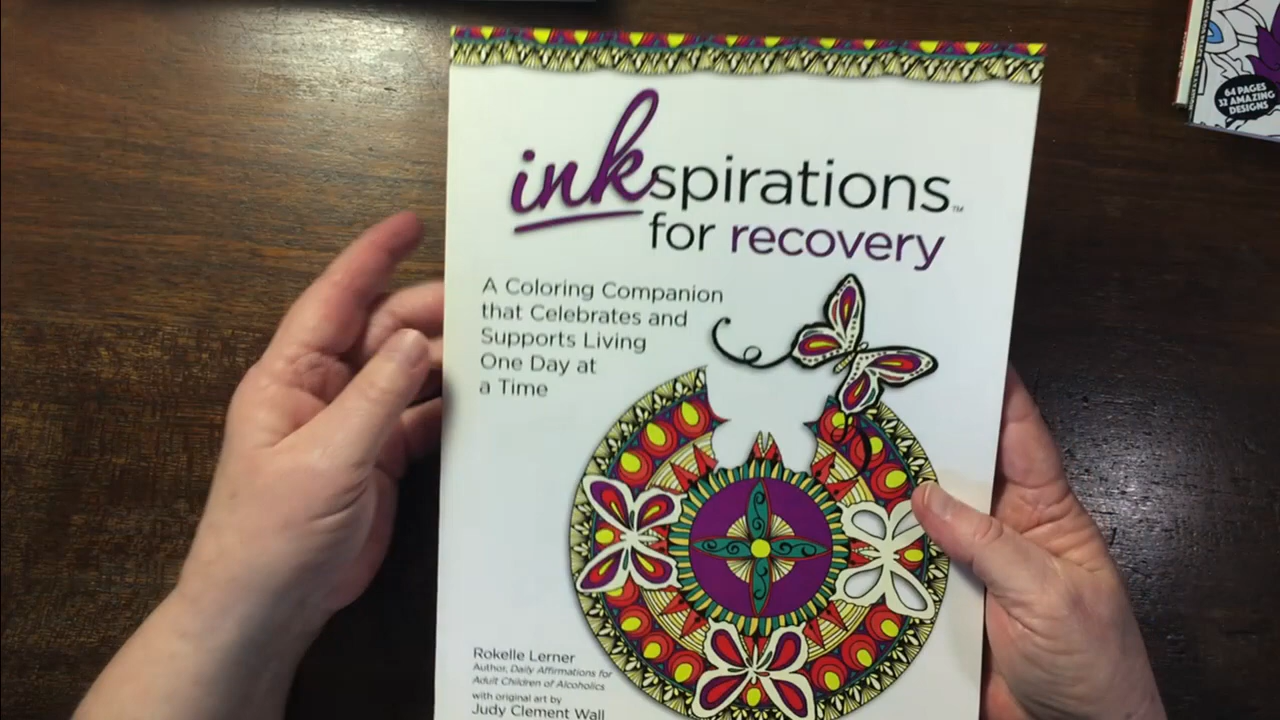 inkspirations™
for recovery
A Coloring Companion
that Celebrates and
Supports Living
One Day at
a Time
Rokelle Lerner
Author, Daily Affirmations for
Adult Children of Alcoholics
with original art by
Judy Clement Wall
64 PAGES
32 AMAZING
DESIGNS